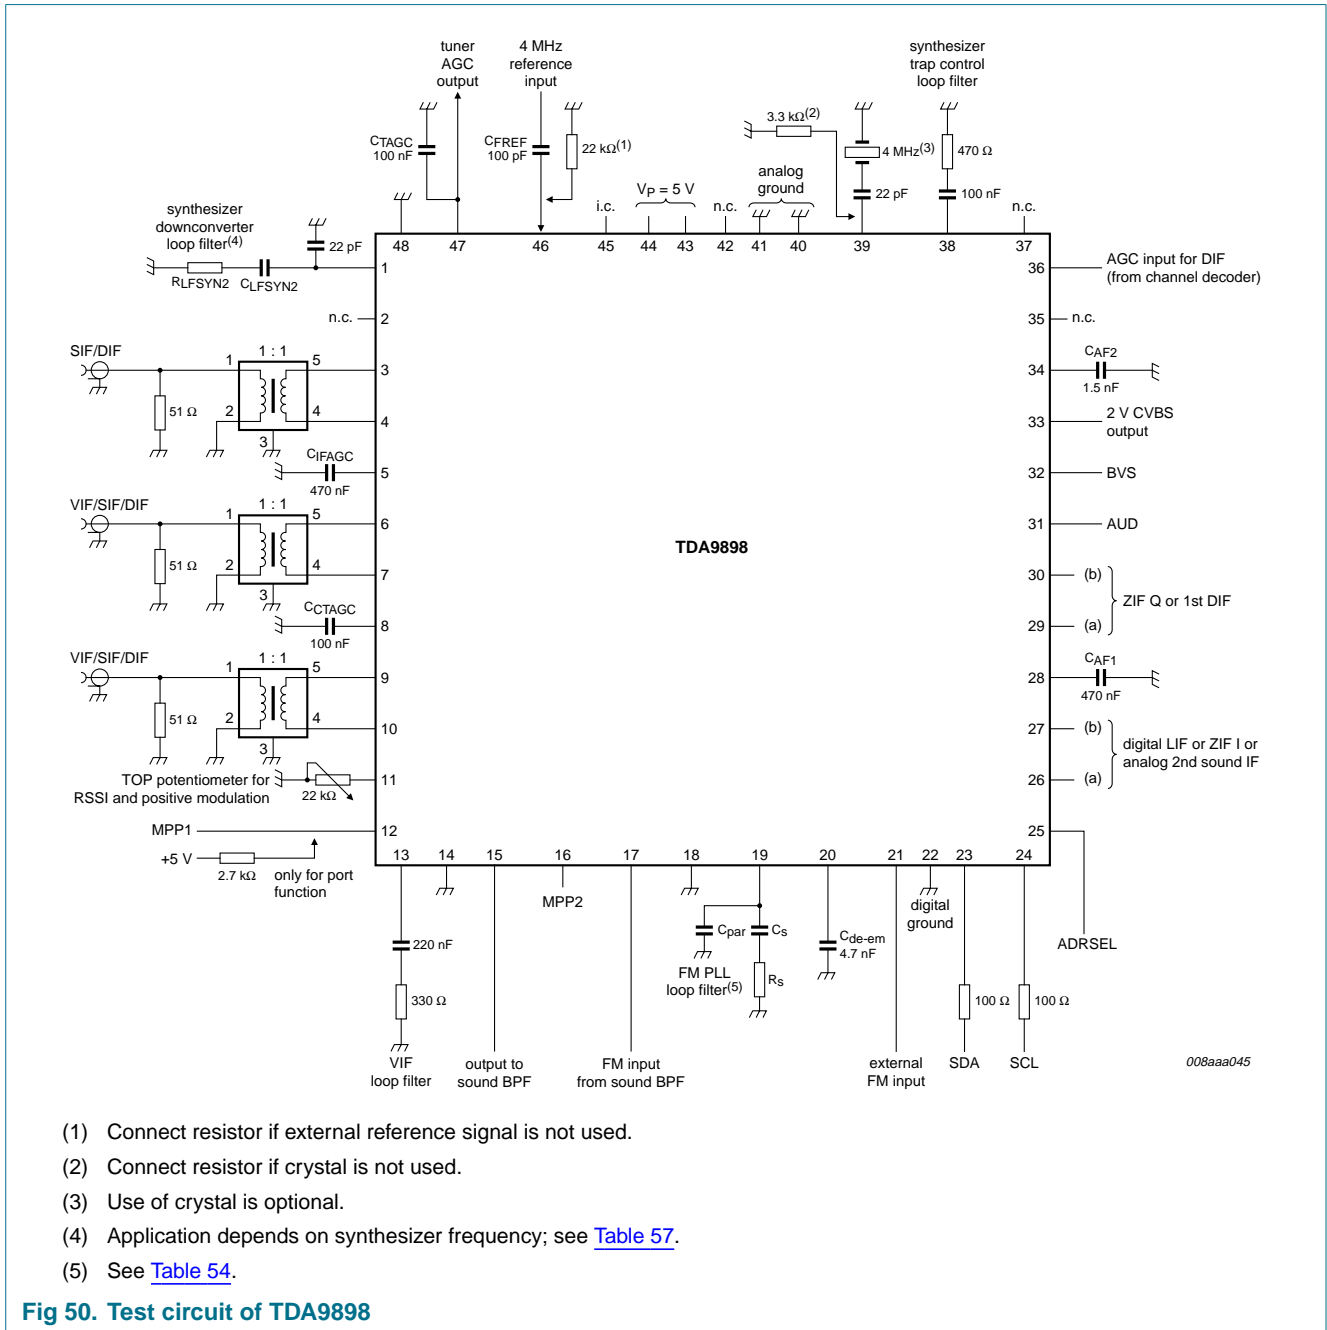 tuner
AGC
output
4 MHz
reference
input
synthesizer
trap control
loop filter
CTAGC
100 nF
CFREF
100 pF
22 kΩ(1)
3.3 kΩ(2)
4 MHz(3)
470 Ω
22 pF
100 nF
analog
ground
VP = 5 V
i.c.
n.c.
n.c.
synthesizer
downconverter
loop filter(4)
22 pF
RLFSYN2
CLFSYN2
48 47 46 45 44 43 42 41 40 39 38 37
1
n.c. 2
SIF/DIF
1 : 1
1 5 3
51 Ω
2 4 4
3
CIFAGC
470 nF
5
VIF/SIF/DIF
1 : 1
1 5 6
51 Ω
2 4 7
3
CCTAGC
100 nF
8
VIF/SIF/DIF
1 : 1
1 5 9
51 Ω
2 4 10
3
TOP potentiometer for
RSSI and positive modulation
22 kΩ
11
MPP1 12
+5 V
2.7 kΩ
only for port
function
TDA9898
36 AGC input for DIF
(from channel decoder)
35 n.c.
34 CAF2
1.5 nF
33 2 V CVBS
output
32 BVS
31 AUD
30 (b)
ZIF Q or 1st DIF
29 (a)
28 CAF1
470 nF
27 (b)
digital LIF or ZIF I or
analog 2nd sound IF
26 (a)
25
13 14 15 16 17 18 19 20 21 22 23 24
MPP2
digital
ground
ADRSEL
220 nF
330 Ω
VIF
loop filter
output to
sound BPF
FM input
from sound BPF
Cpar
Cs
FM PLL
loop filter(5)
Rs
Cde-em
4.7 nF
external
FM input
100 Ω
100 Ω
SDA
SCL
008aaa045
(1) Connect resistor if external reference signal is not used.
(2) Connect resistor if crystal is not used.
(3) Use of crystal is optional.
(4) Application depends on synthesizer frequency; see Table 57.
(5) See Table 54.
Fig 50. Test circuit of TDA9898